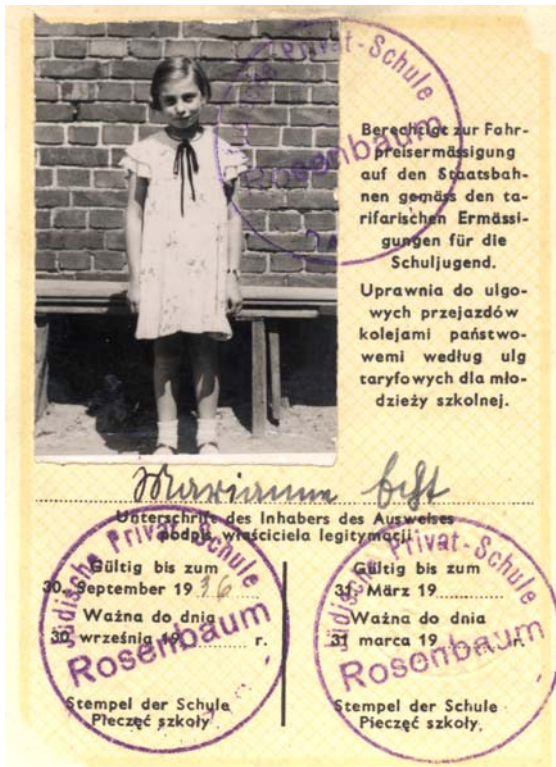 Jüdische Privat-Schule
Rosenbaum
Berechtigt zur Fahr-
preisermässigung
auf den Staatsbah-
nen gemäss den ta-
rifarischen Ermässi-
gungen für die
Schuljugend.
Uprawnia do ulgo-
wych przejazdów
kolejami państwo-
wemi według ulg
taryfowych dla mło-
dzieży szkolnej.
Marianne Echt
Unterschrift des Inhabers des Ausweises
podpis właściciela legitymacji
Gültig bis zum
30. September 1936
Ważna do dnia
30 września 19 r.
Stempel der Schule
Pieczęć szkoły
Jüdische Privat-Schule
Rosenbaum
Gültig bis zum
31. März 19
Ważna do dnia
31 marca 19 r.
Stempel der Schule
Pieczęć szkoły.
Jüdische Privat-Schule
Rosenbaum